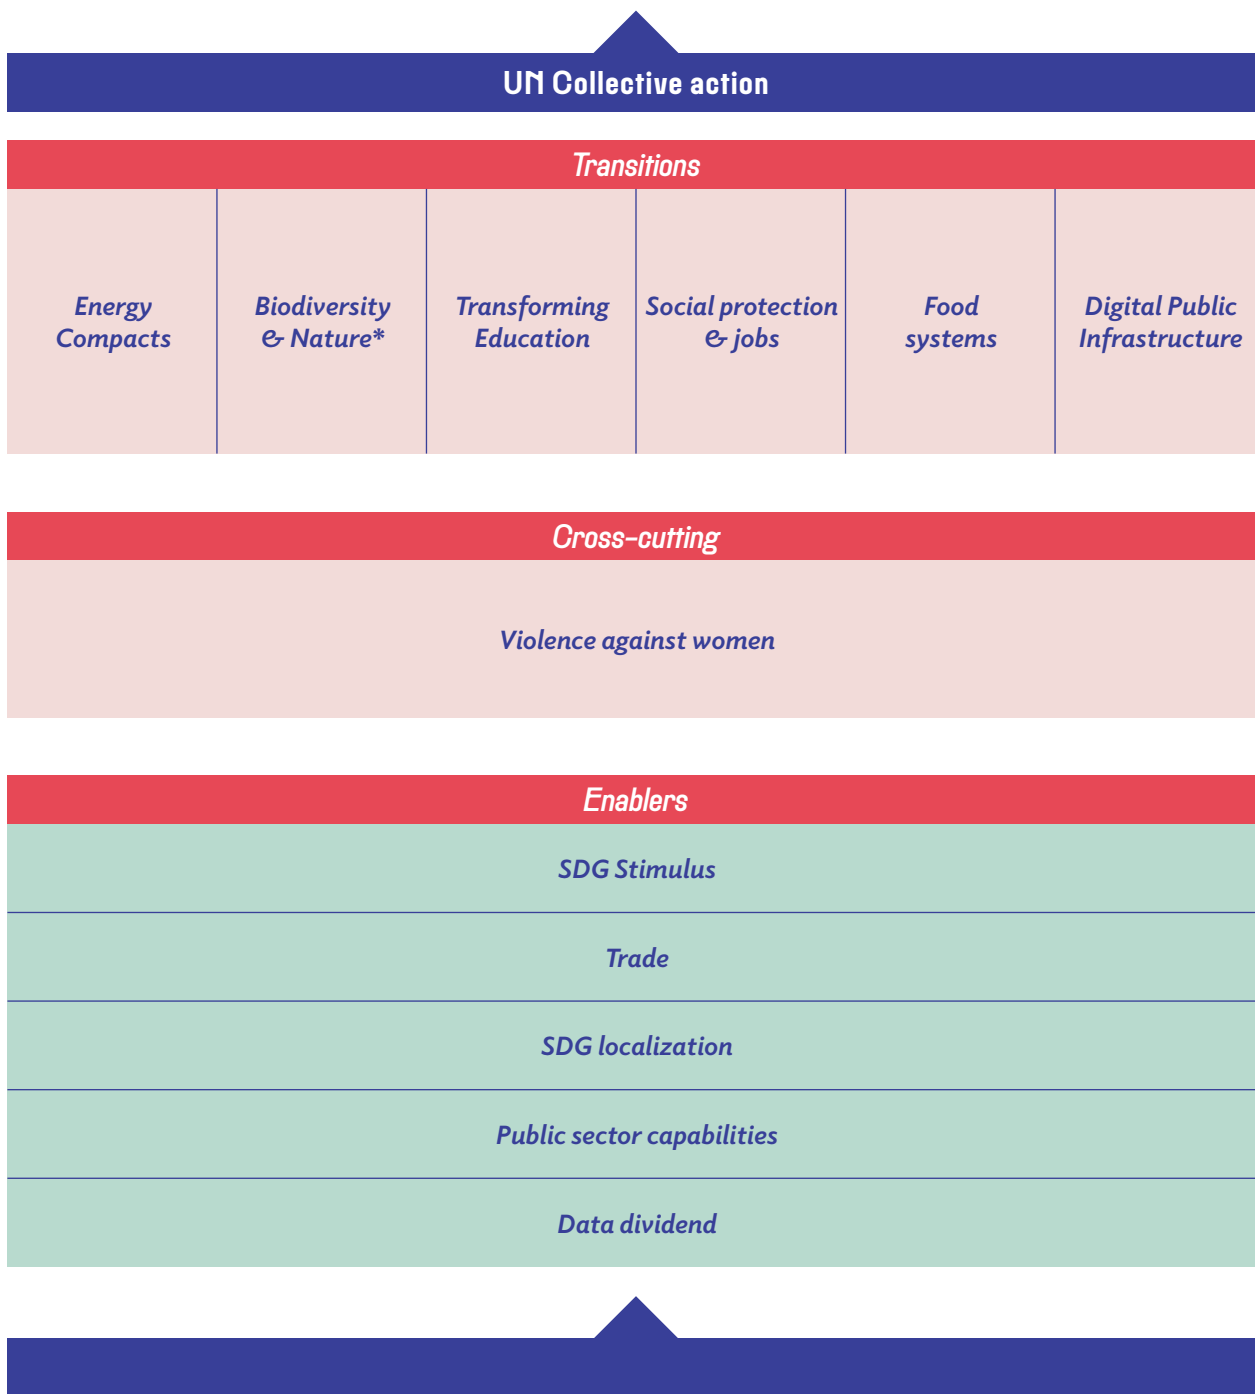 UN Collective action
Transitions
Energy
Compacts
Biodiversity
& Nature*
Transforming
Education
Social protection
& jobs
Food
systems
Digital Public
Infrastructure
Cross-cutting
Violence against women
Enablers
SDG Stimulus
Trade
SDG localization
Public sector capabilities
Data dividend